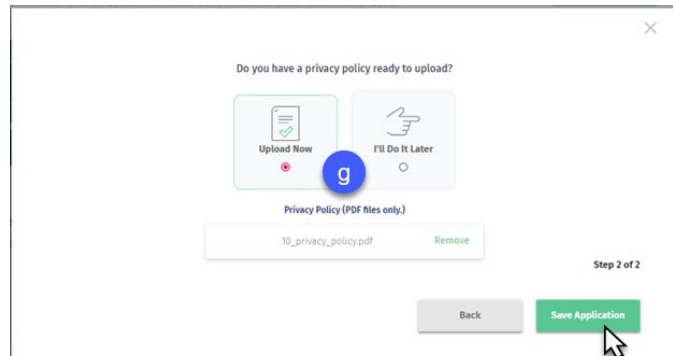 Do you have a privacy policy ready to upload?
Upload Now
I'll Do It Later
g
Privacy Policy (PDF files only.)
10_privacy_policy.pdf Remove
Step 2 of 2
Back
Save Application